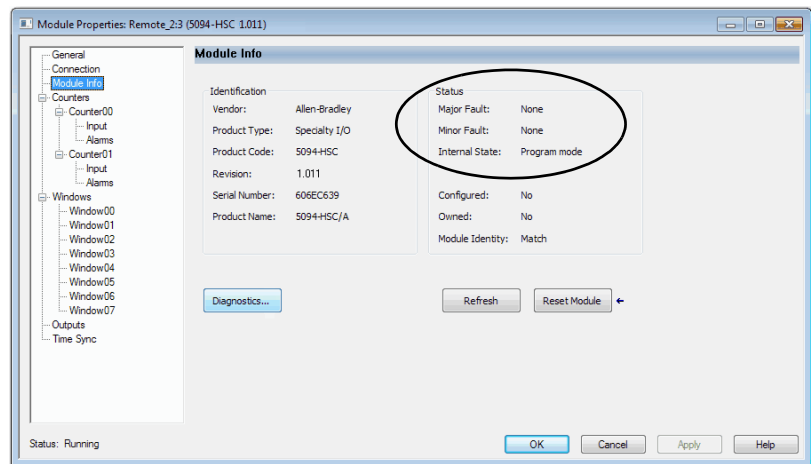 Module Properties: Remote_2:3 (5094-HSC 1.011)
General
Connection
Module Info
Counters
Counter00
Input
Alarms
Counter01
Input
Alarms
Windows
Window00
Window01
Window02
Window03
Window04
Window05
Window06
Window07
Outputs
Time Sync
Module Info
Identification
Vendor: Allen-Bradley
Product Type: Specialty I/O
Product Code: 5094-HSC
Revision: 1.011
Serial Number: 606EC639
Product Name: 5094-HSC/A
Status
Major Fault: None
Minor Fault: None
Internal State: Program mode
Configured: No
Owned: No
Module Identity: Match
Diagnostics... Refresh Reset Module
Status: Running
OK Cancel Apply Help